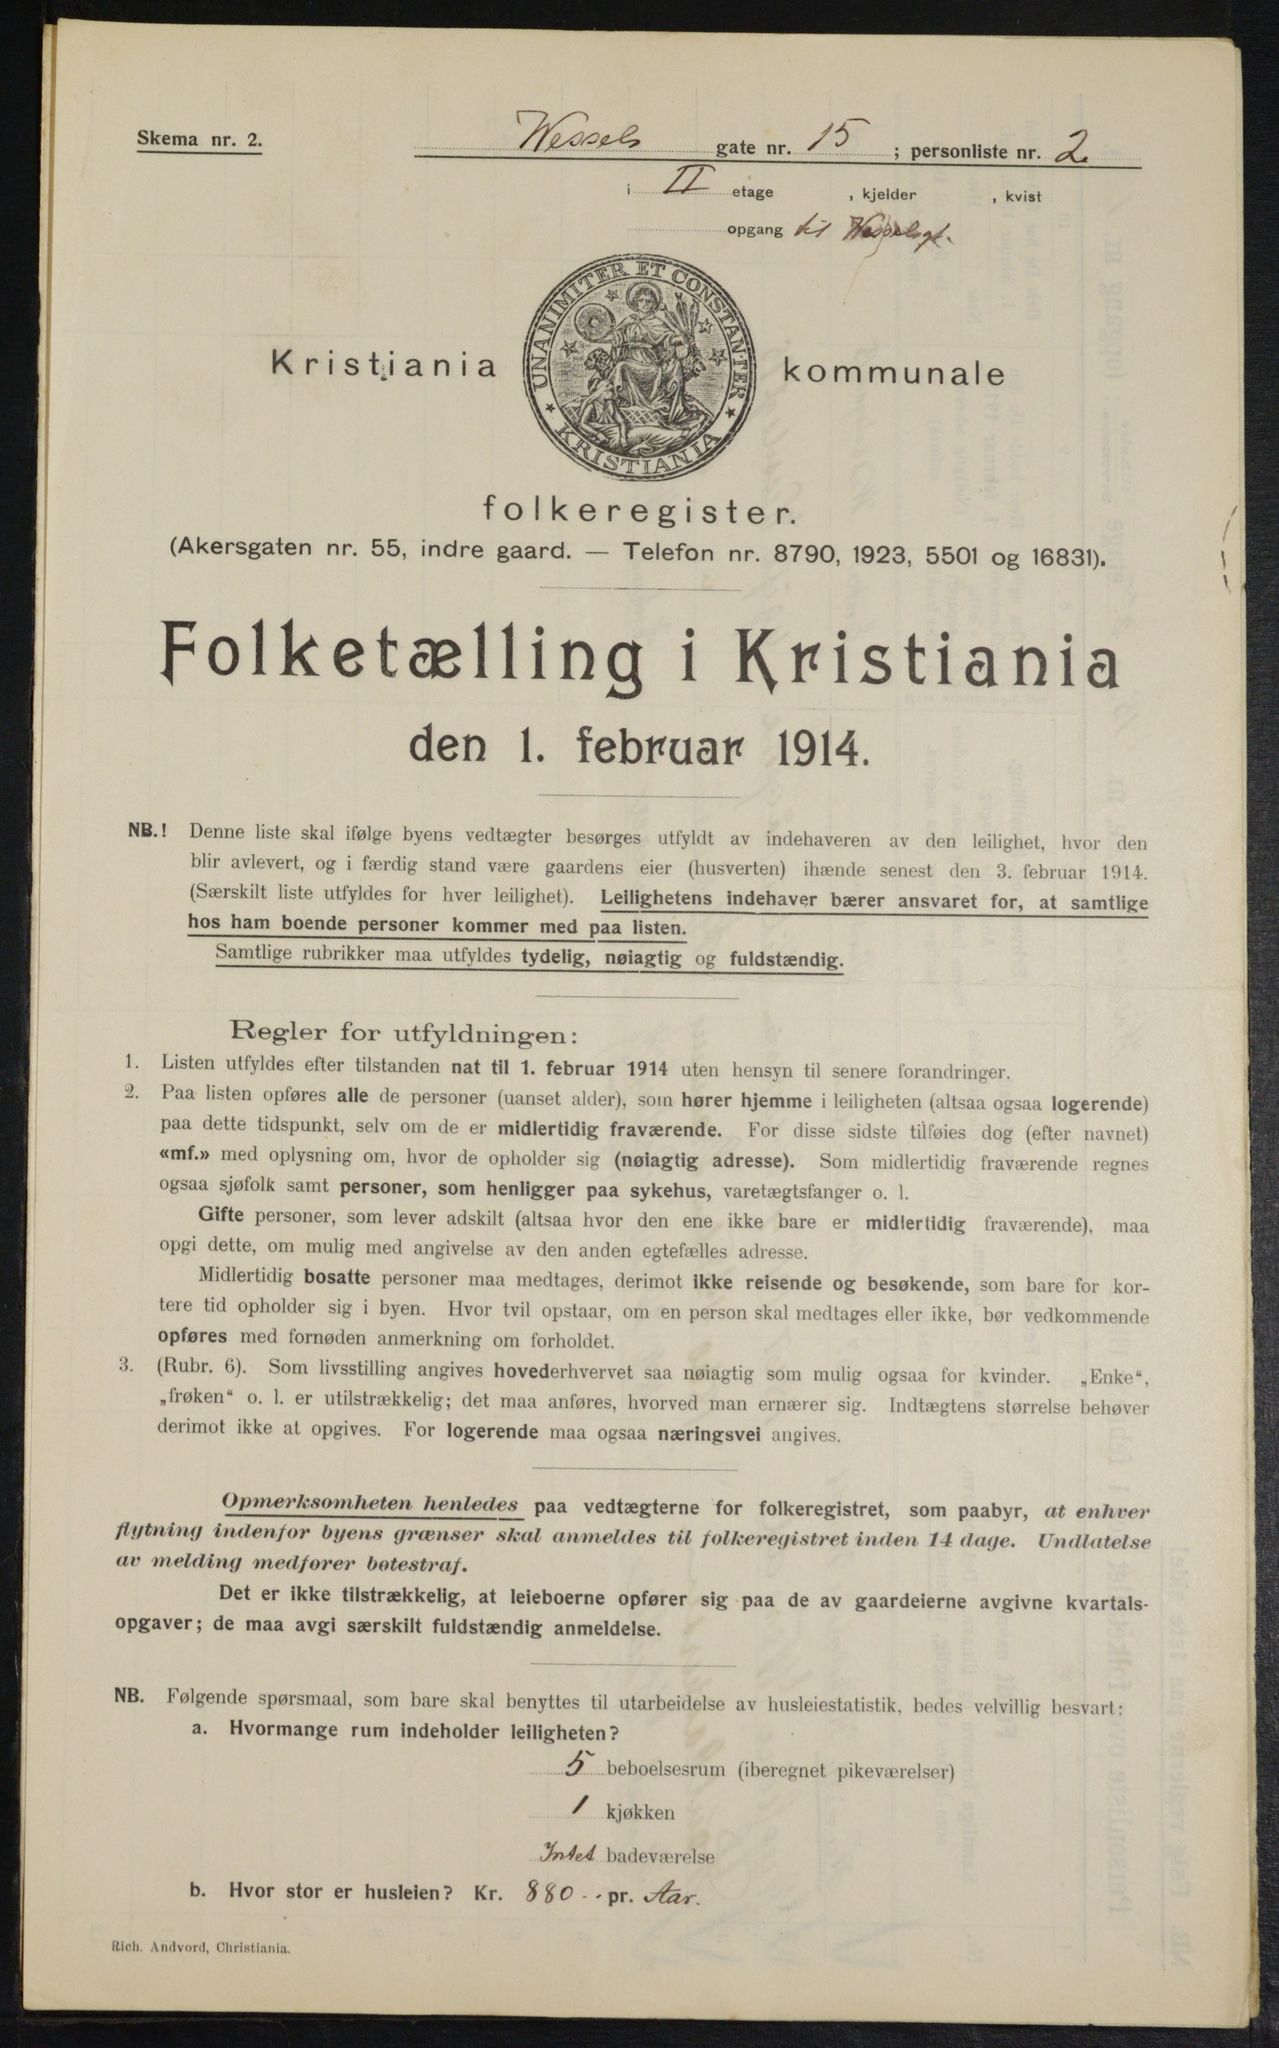 Skema nr. 2.
Wessels gate nr. 15 ; personliste nr. 2.
i II etage , kjelder , kvist
opgang til Wesselsgt.
UNANIMITER ET CONSTANTER
KRISTIANIA
Kristiania kommunale
folkeregister.
(Akersgaten nr. 55, indre gaard. — Telefon nr. 8790, 1923, 5501 og 16831).
Folketælling i Kristiania
den 1. februar 1914.
NB.! Denne liste skal ifølge byens vedtægter besørges utfyldt av indehaveren av den leilighet, hvor den
blir avlevert, og i færdig stand være gaardens eier (husverten) ihænde senest den 3. februar 1914.
(Særskilt liste utfyldes for hver leilighet). Leilighetens indehaver bærer ansvaret for, at samtlige
hos ham boende personer kommer med paa listen.
Samtlige rubrikker maa utfyldes tydelig, nøiagtig og fuldstændig.
Regler for utfyldningen:
1. Listen utfyldes efter tilstanden nat til 1. februar 1914 uten hensyn til senere forandringer.
2. Paa listen opføres alle de personer (uanset alder), som hører hjemme i leiligheten (altsaa ogsaa logerende)
paa dette tidspunkt, selv om de er midlertidig fraværende. For disse sidste tilføies dog (efter navnet)
«mf.» med oplysning om, hvor de opholder sig (nøiagtig adresse). Som midlertidig fraværende regnes
ogsaa sjøfolk samt personer, som henligger paa sykehus, varetægtsfanger o. l.
Gifte personer, som lever adskilt (altsaa hvor den ene ikke bare er midlertidig fraværende), maa
opgi dette, om mulig med angivelse av den anden egtefælles adresse.
Midlertidig bosatte personer maa medtages, derimot ikke reisende og besøkende, som bare for kor-
tere tid opholder sig i byen. Hvor tvil opstaar, om en person skal medtages eller ikke, bør vedkommende
opføres med fornøden anmerkning om forholdet.
3. (Rubr. 6). Som livsstilling angives hovederhvervet saa nøiagtig som mulig ogsaa for kvinder. „Enke“,
„frøken“ o. l. er utilstrækkelig; det maa anføres, hvorved man ernærer sig. Indtægtens størrelse behøver
derimot ikke at opgives. For logerende maa ogsaa næringsvei angives.
Opmerksomheten henledes paa vedtægterne for folkeregistret, som paabyr, at enhver
flytning indenfor byens grænser skal anmeldes til folkeregistret inden 14 dage. Undlatelse
av melding medfører bøtestraf.
Det er ikke tilstrækkelig, at leieboerne opfører sig paa de av gaardeierne avgivne kvartals-
opgaver; de maa avgi særskilt fuldstændig anmeldelse.
NB. Følgende spørsmaal, som bare skal benyttes til utarbeidelse av husleiestatistik, bedes velvillig besvart:
a. Hvormange rum indeholder leiligheten?
5 beboelsesrum (iberegnet pikeværelser)
1 kjøkken
Intet badeværelse
b. Hvor stor er husleien? Kr. 880 pr. Aar.
Rich. Andvord, Christiania.